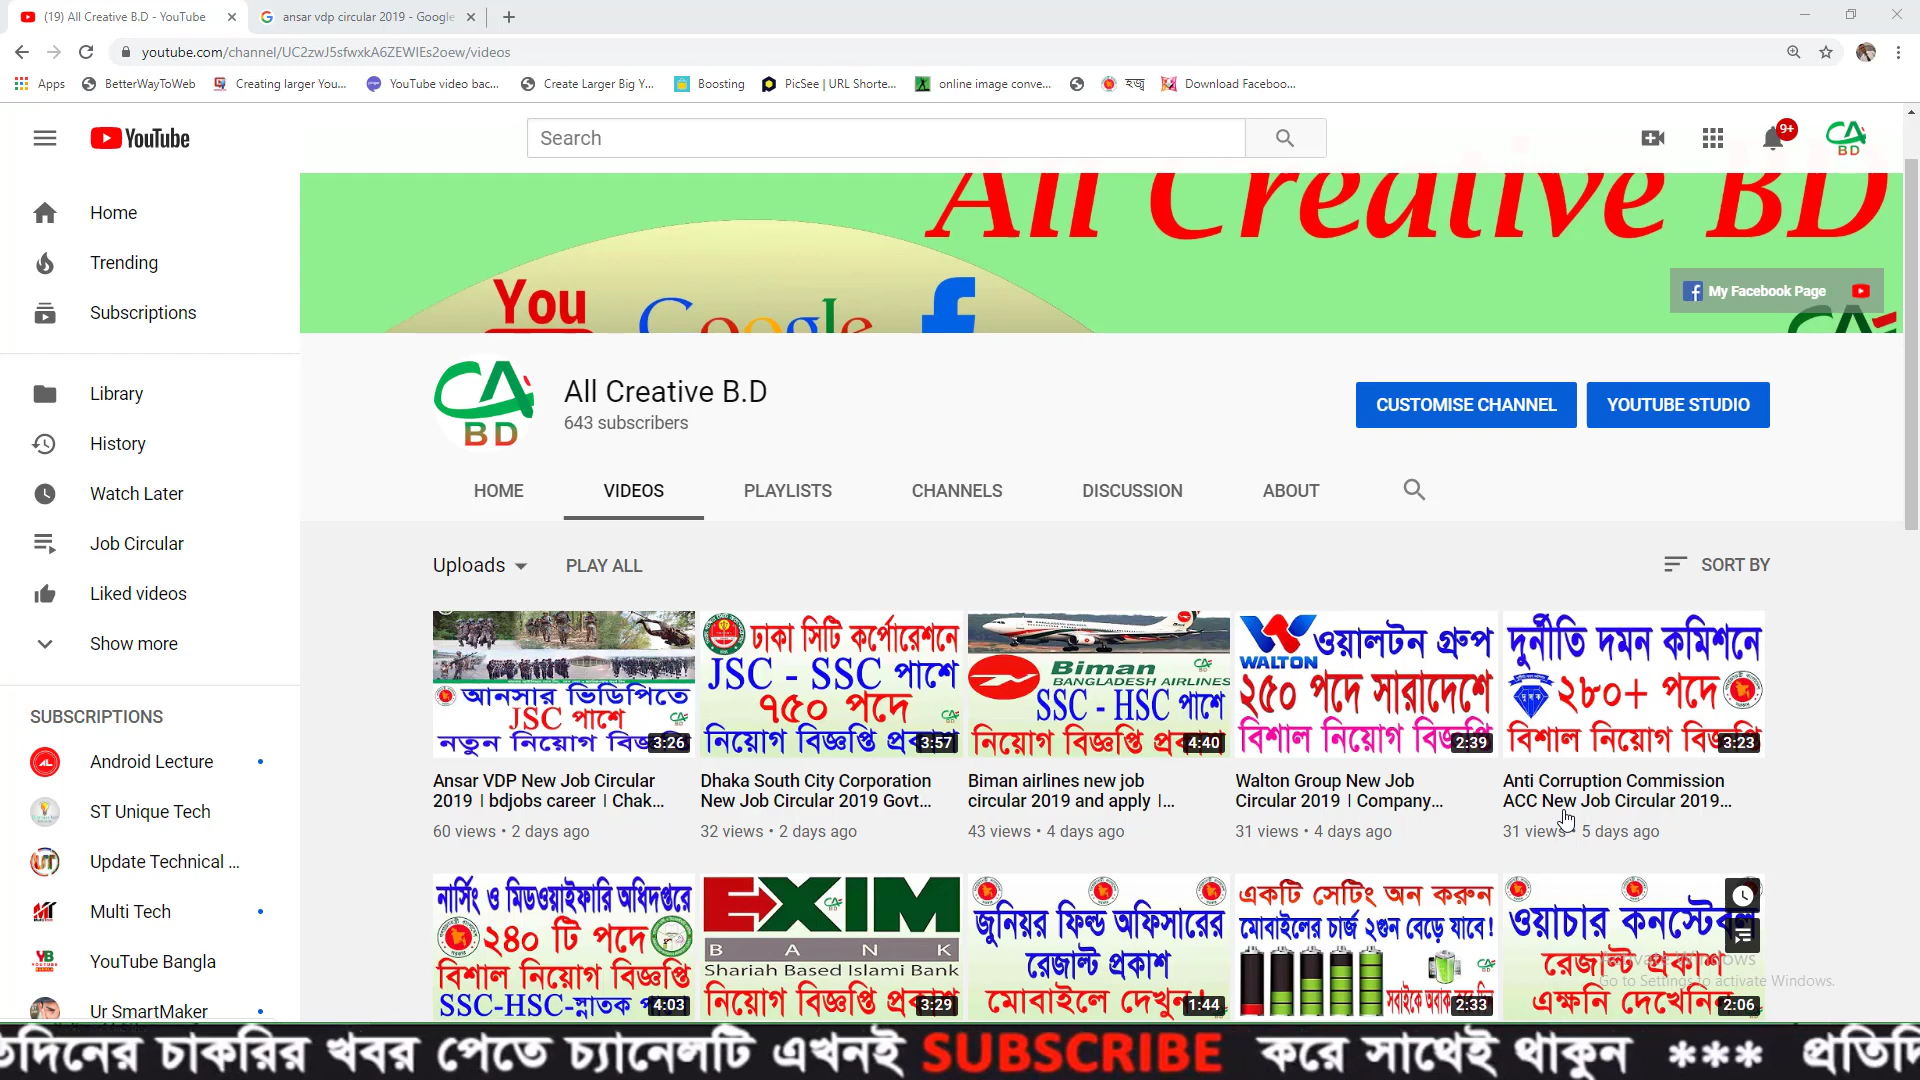 (19) All Creative B.D - YouTube
ansar vdp circular 2019 - Google
youtube.com/channel/UC2zwJ5sfwxkA6ZEWIEs2oew/videos
Apps BetterWayToWeb Creating larger You... YouTube video bac... Create Larger Big Y... Boosting PicSee | URL Shorte... online image conve... হজ্ব Download Faceboo...
YouTube
Search
9+
CA
BD
Home
Trending
Subscriptions
Library
History
Watch Later
Job Circular
Liked videos
Show more
SUBSCRIPTIONS
Android Lecture
ST Unique Tech
Update Technical ...
Multi Tech
YouTube Bangla
Ur SmartMaker
All Creative BD
You
Google
My Facebook Page
CA
BD
All Creative B.D
643 subscribers
CUSTOMISE CHANNEL
YOUTUBE STUDIO
HOME VIDEOS PLAYLISTS CHANNELS DISCUSSION ABOUT
Uploads PLAY ALL SORT BY
আনসার ভিডিপিতে
JSC পাশে
নতুন নিয়োগ
3:26
Ansar VDP New Job Circular
2019 | bdjobs career | Chak...
60 views • 2 days ago
ঢাকা সিটি কর্পোরেশনে
JSC - SSC পাশে
৭৫০ পদে
নিয়োগ বিজ্ঞপ্তি
3:57
Dhaka South City Corporation
New Job Circular 2019 Govt...
32 views • 2 days ago
Biman
BANGLADESH AIRLINES
SSC - HSC পাশে
নিয়োগ বিজ্ঞপ্তি
4:40
Biman airlines new job
circular 2019 and apply |...
43 views • 4 days ago
WALTON
ওয়ালটন গ্রুপ
২৫০ পদে সারাদেশে
বিশাল নিয়োগ
2:39
Walton Group New Job
Circular 2019 | Company...
31 views • 4 days ago
দুর্নীতি দমন কমিশনে
২৮০+ পদে
বিশাল নিয়োগ
3:23
Anti Corruption Commission
ACC New Job Circular 2019...
31 views • 5 days ago
নার্সিং ও মিডওয়াইফারি অধিদপ্তরে
২৪০ টি পদে
বিশাল নিয়োগ বিজ্ঞপ্তি
SSC-HSC-স্নাতক
4:03
EXIM
BANK
Shariah Based Islami Bank
নিয়োগ বিজ্ঞপ্তি
3:29
জুনিয়র ফিল্ড অফিসারের
রেজাল্ট প্রকাশ
মোবাইলে দেখুন
1:44
একটি সেটিং অন করুন
মোবাইলের চার্জ ২গুন বেড়ে যাবে!
সবাইকে অবাক
2:33
ওয়াচার কনস্টেবল
রেজাল্ট প্রকাশ
এক্ষনি দেখেনি
2:06
Activate Windows
Go to Settings to activate Windows.
তিদিনের চাকরির খবর পেতে চ্যানেলটি এখনই SUBSCRIBE করে সাথেই থাকুন *** প্রতিদি